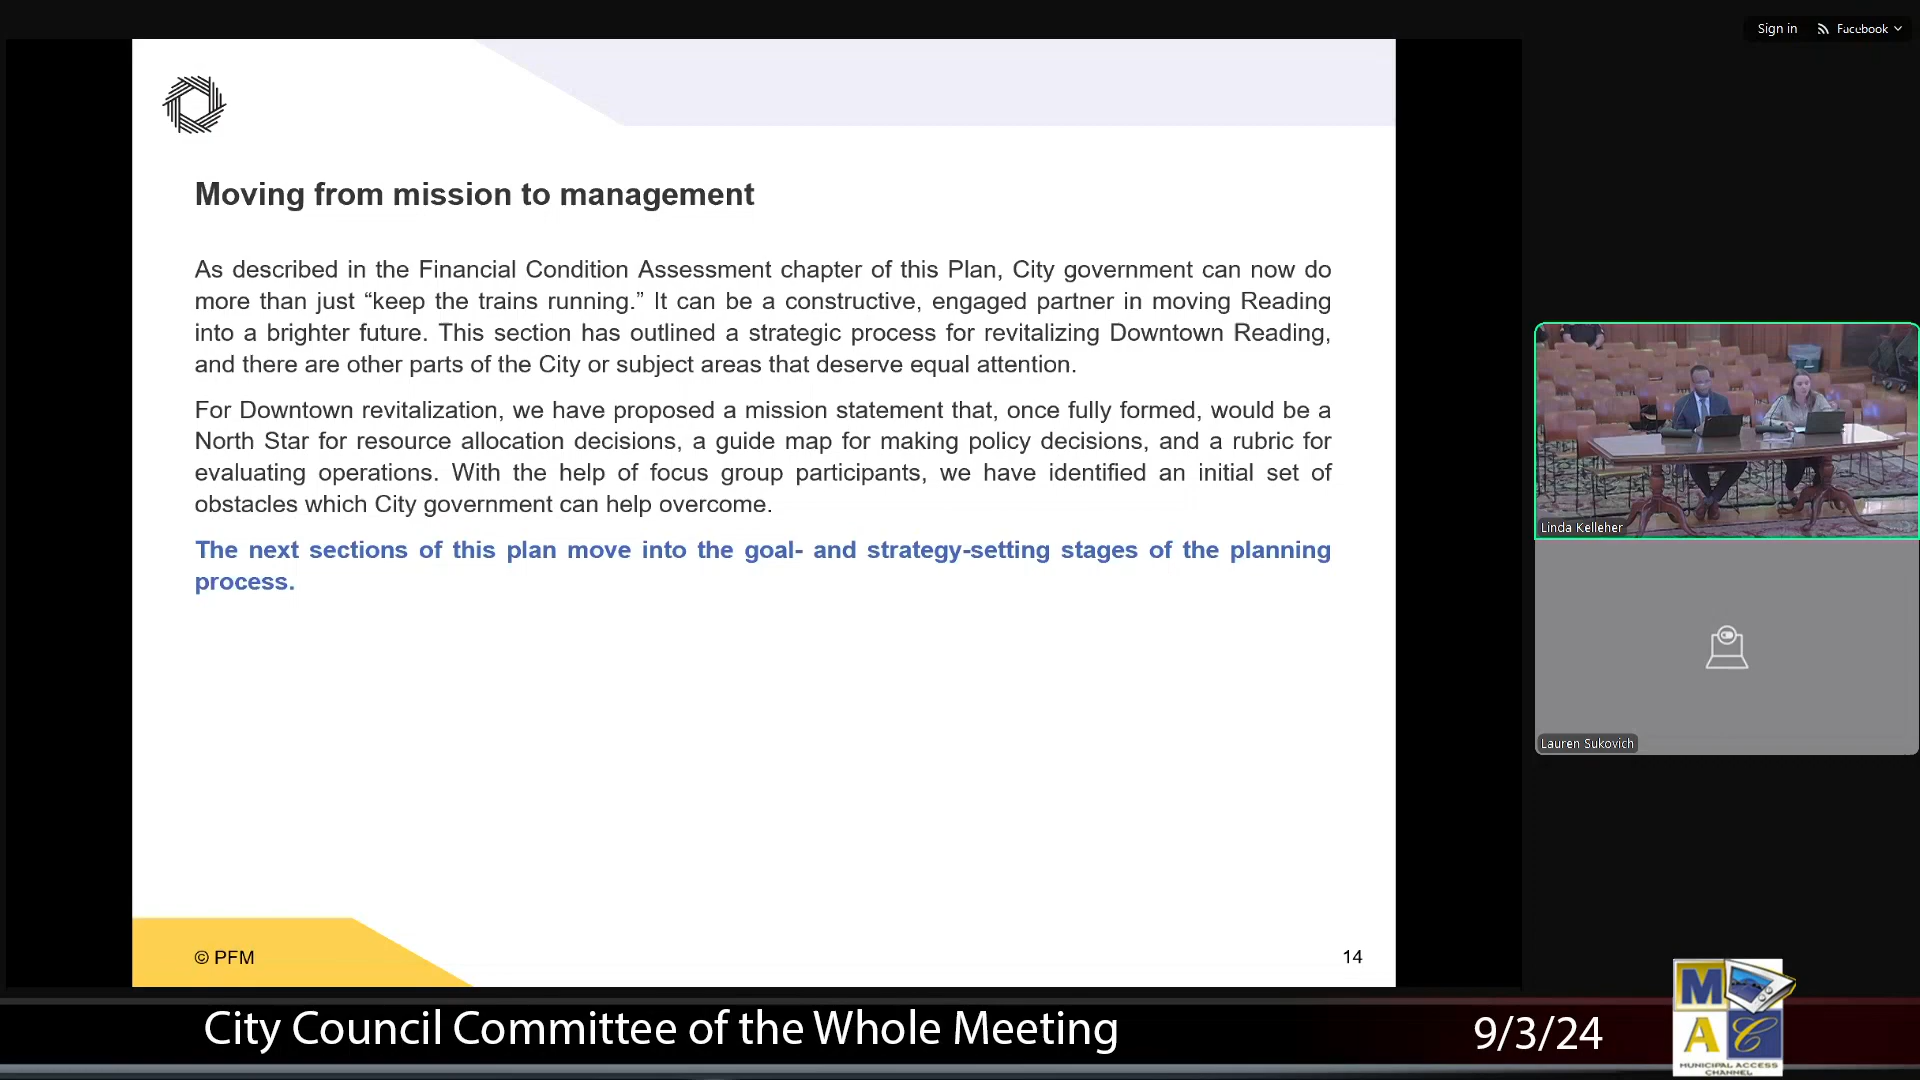 Sign in
Facebook
Moving from mission to management
As described in the Financial Condition Assessment chapter of this Plan, City government can now do
more than just “keep the trains running.” It can be a constructive, engaged partner in moving Reading
into a brighter future. This section has outlined a strategic process for revitalizing Downtown Reading,
and there are other parts of the City or subject areas that deserve equal attention.
For Downtown revitalization, we have proposed a mission statement that, once fully formed, would be a
North Star for resource allocation decisions, a guide map for making policy decisions, and a rubric for
evaluating operations. With the help of focus group participants, we have identified an initial set of
obstacles which City government can help overcome.
The next sections of this plan move into the goal- and strategy-setting stages of the planning
process.
© PFM
14
Linda Kelleher
Lauren Sukovich
City Council Committee of the Whole Meeting
9/3/24
M
A C
MUNICIPAL ACCESS
CHANNEL